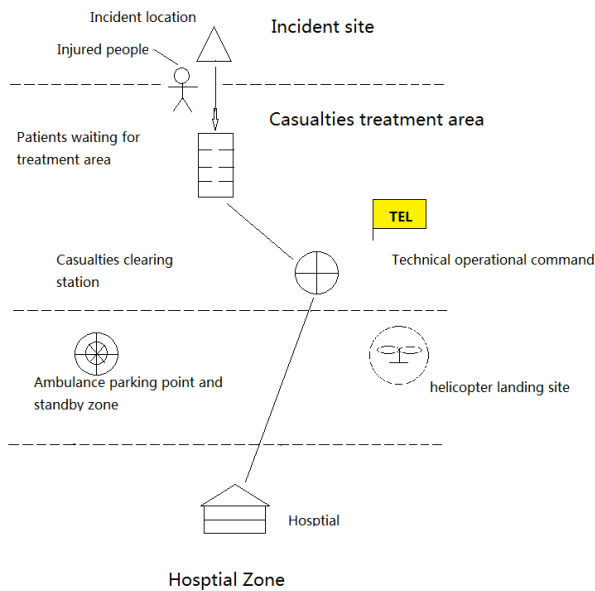 Incident location
Incident site
Injured people
Casualties treatment area
Patients waiting for
treatment area
TEL
Casualties clearing
station
Technical operational command
Ambulance parking point and
standby zone
helicopter landing site
Hosptial
Hosptial Zone